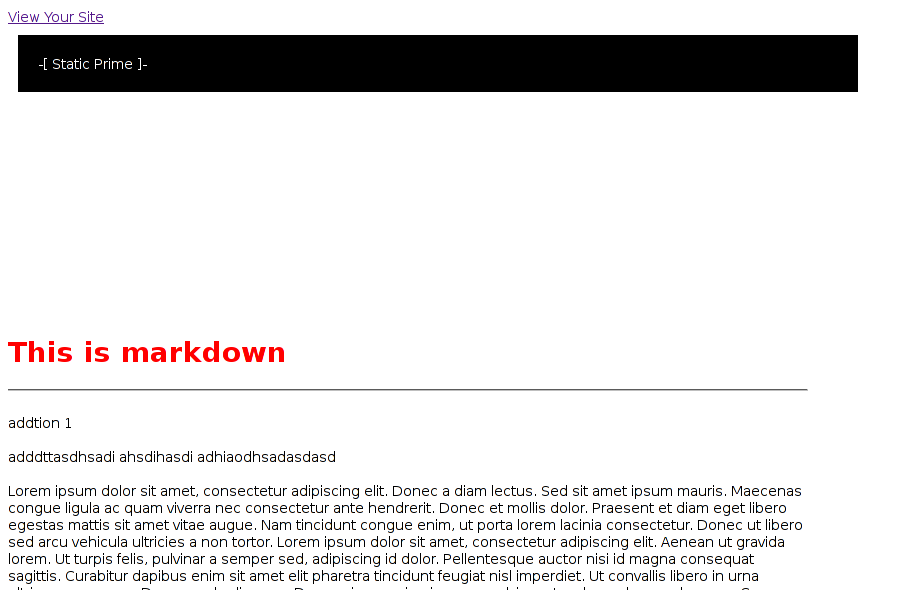 View Your Site
-[ Static Prime ]-
This is markdown
addtion 1
adddttasdhsadi ahsdihasdi adhiaodhsadasdasd
Lorem ipsum dolor sit amet, consectetur adipiscing elit. Donec a diam lectus. Sed sit amet ipsum mauris. Maecenas
congue ligula ac quam viverra nec consectetur ante hendrerit. Donec et mollis dolor. Praesent et diam eget libero
egestas mattis sit amet vitae augue. Nam tincidunt congue enim, ut porta lorem lacinia consectetur. Donec ut libero
sed arcu vehicula ultricies a non tortor. Lorem ipsum dolor sit amet, consectetur adipiscing elit. Aenean ut gravida
lorem. Ut turpis felis, pulvinar a semper sed, adipiscing id dolor. Pellentesque auctor nisi id magna consequat
sagittis. Curabitur dapibus enim sit amet elit pharetra tincidunt feugiat nisl imperdiet. Ut convallis libero in urna